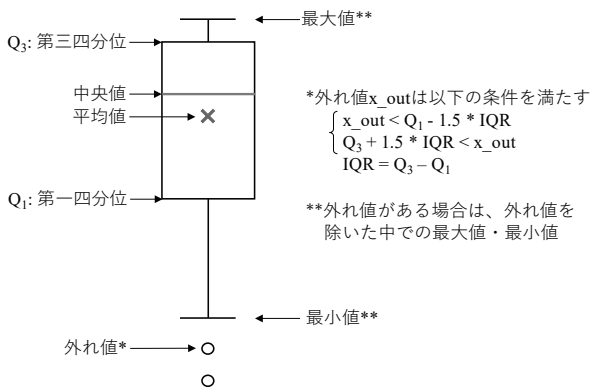 最大値**
Q₃: 第三四分位
中央値
平均値
Q₁: 第一四分位
最小値**
外れ値*
*外れ値x_outは以下の条件を満たす
x_out < Q₁ - 1.5 * IQR
Q₃ + 1.5 * IQR < x_out
IQR = Q₃ – Q₁
**外れ値がある場合は、外れ値を
除いた中での最大値・最小値